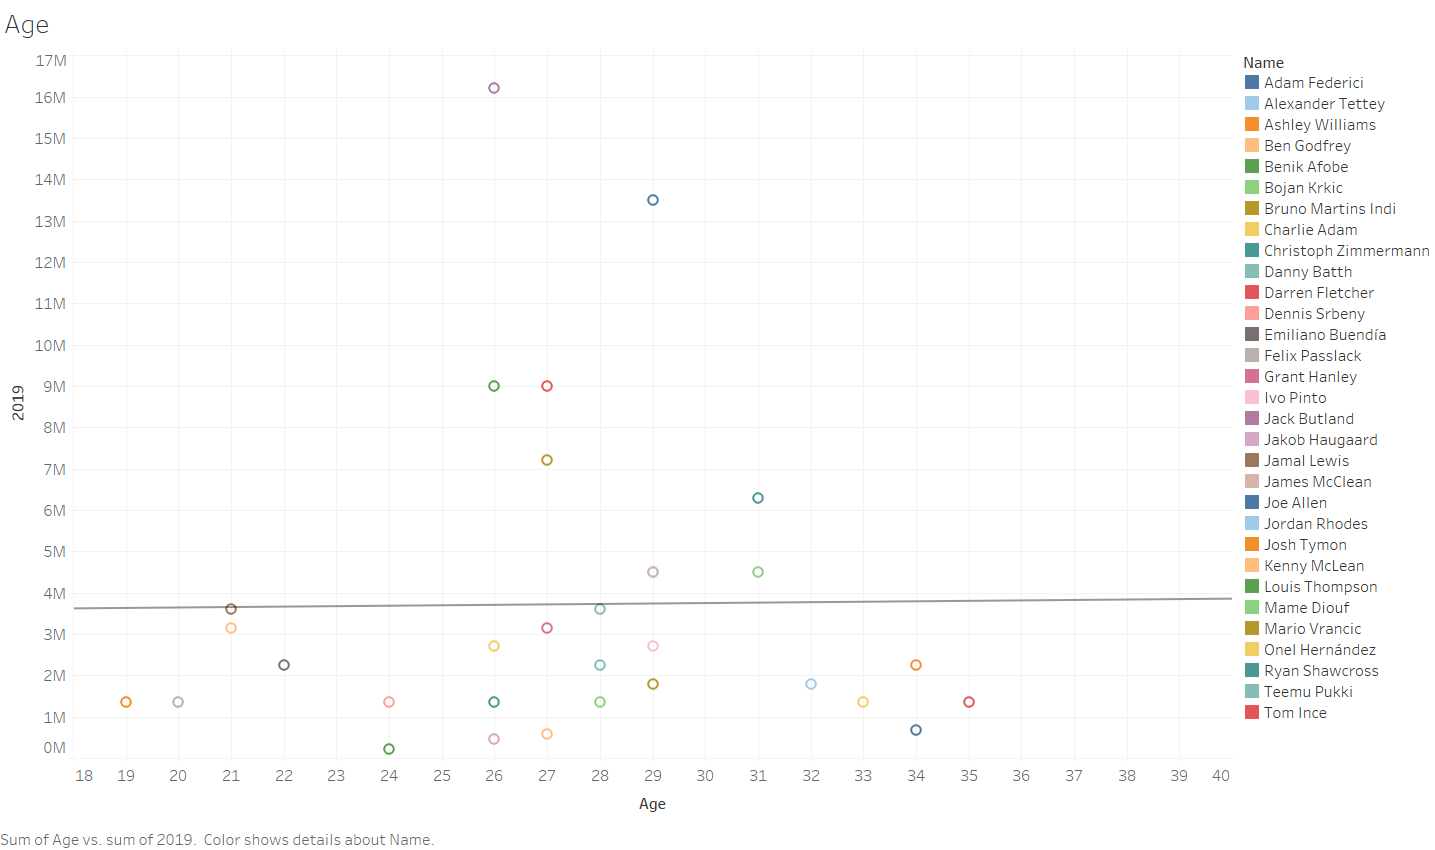 Age
17M
16M
15M
14M
13M
12M
11M
10M
9M
8M
7M
6M
5M
4M
3M
2M
1M
0M
2019
18 19 20 21 22 23 24 25 26 27 28 29 30 31 32 33 34 35 36 37 38 39 40
Age
Name
Adam Federici
Alexander Tettey
Ashley Williams
Ben Godfrey
Benik Afobe
Bojan Krkic
Bruno Martins Indi
Charlie Adam
Christoph Zimmermann
Danny Batth
Darren Fletcher
Dennis Srbeny
Emiliano Buendía
Felix Passlack
Grant Hanley
Ivo Pinto
Jack Butland
Jakob Haugaard
Jamal Lewis
James McClean
Joe Allen
Jordan Rhodes
Josh Tymon
Kenny McLean
Louis Thompson
Mame Diouf
Mario Vrancic
Onel Hernández
Ryan Shawcross
Teemu Pukki
Tom Ince
Sum of Age vs. sum of 2019.  Color shows details about Name.